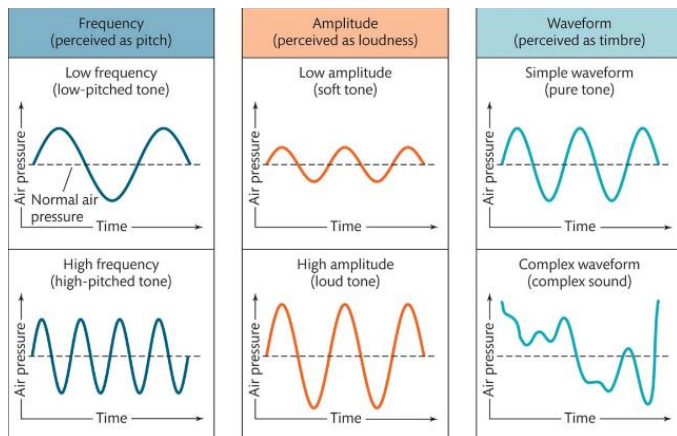 Frequency
(perceived as pitch)
Low frequency
(low-pitched tone)
Air pressure
Normal air
pressure
Time
High frequency
(high-pitched tone)
Air pressure
Time
Amplitude
(perceived as loudness)
Low amplitude
(soft tone)
Air pressure
Time
High amplitude
(loud tone)
Air pressure
Time
Waveform
(perceived as timbre)
Simple waveform
(pure tone)
Air pressure
Time
Complex waveform
(complex sound)
Air pressure
Time